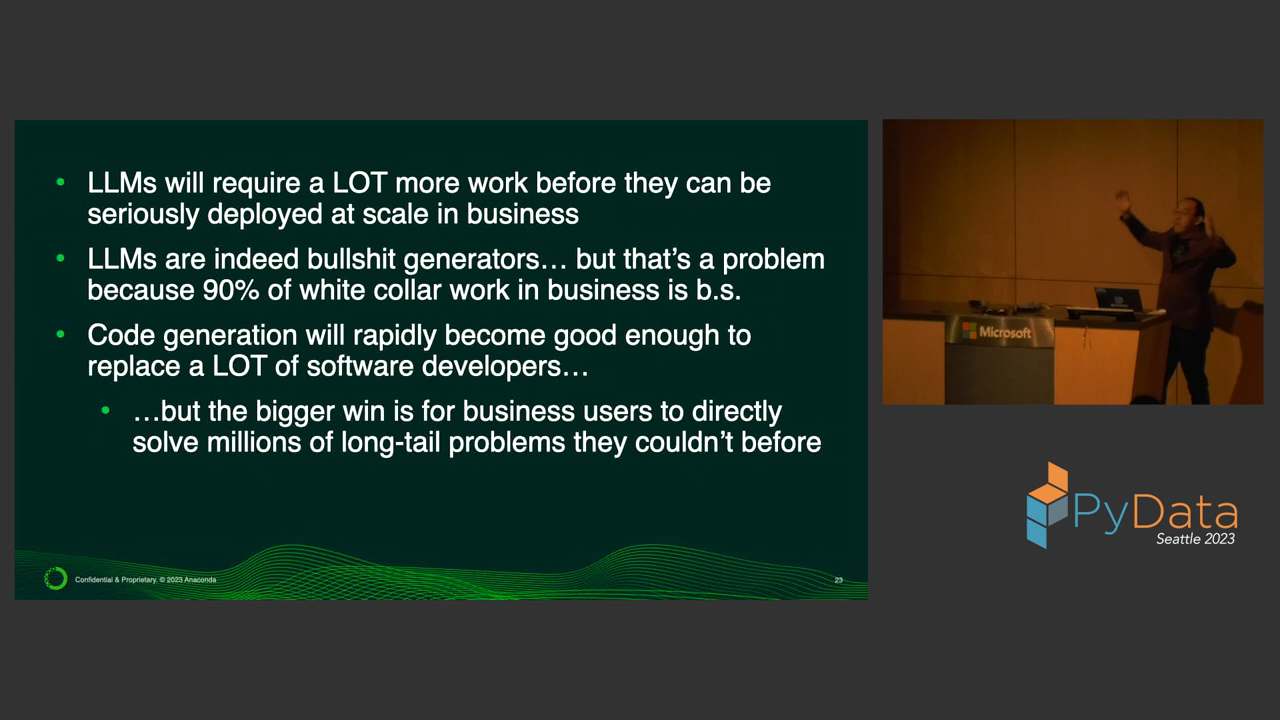 LLMs will require a LOT more work before they can be
seriously deployed at scale in business
LLMs are indeed bullshit generators… but that’s a problem
because 90% of white collar work in business is b.s.
Code generation will rapidly become good enough to
replace a LOT of software developers…
…but the bigger win is for business users to directly
solve millions of long-tail problems they couldn’t before
Confidential & Proprietary. © 2023 Anaconda
23
Microsoft
PyData
Seattle 2023